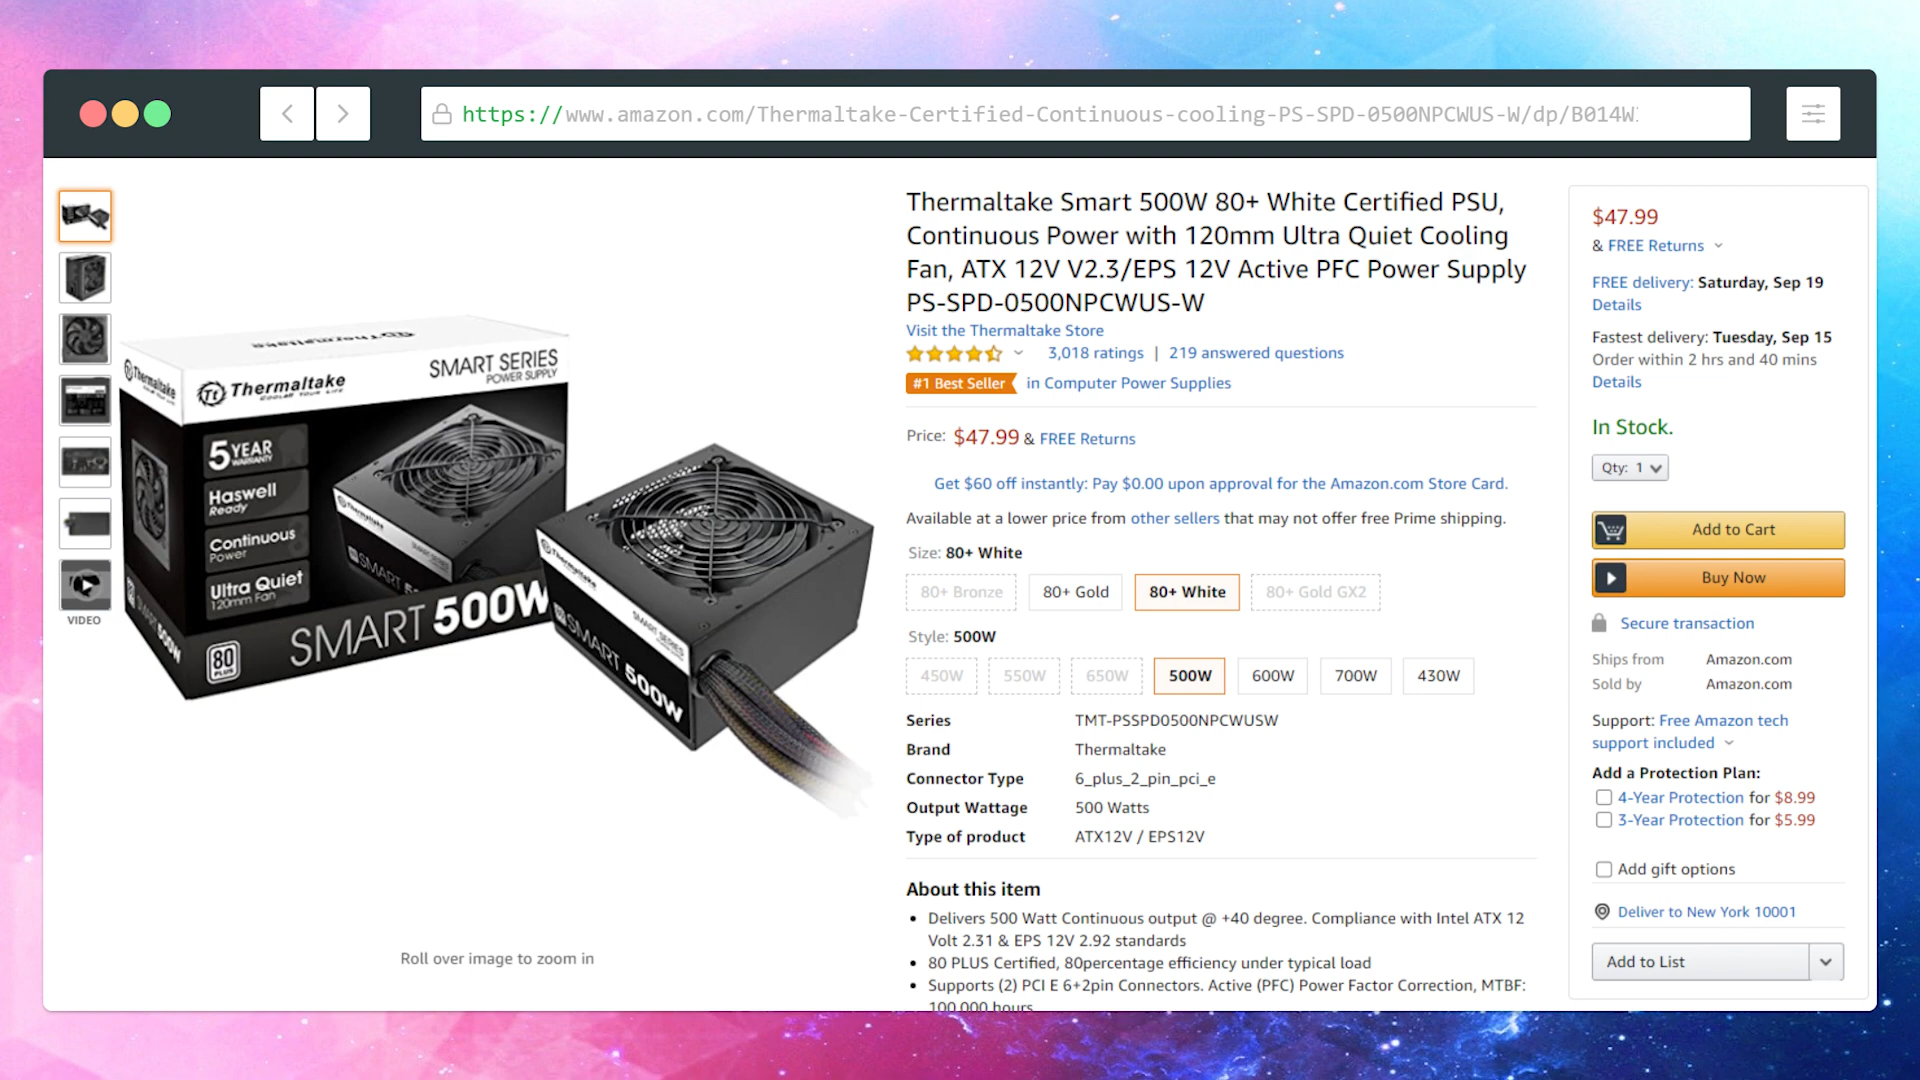 https://www.amazon.com/Thermaltake-Certified-Continuous-cooling-PS-SPD-0500NPCWUS-W/dp/B014W
VIDEO
Thermaltake
Thermaltake
COOL ALL YOUR LIFE
SMART SERIES
POWER SUPPLY
5 YEAR
WARRANTY
Haswell
Ready
Continuous
Power
Ultra Quiet
120mm Fan
80
PLUS
SMART 500W
Thermaltake
SMART SERIES
SMART 500W
Roll over image to zoom in
Thermaltake Smart 500W 80+ White Certified PSU,
Continuous Power with 120mm Ultra Quiet Cooling
Fan, ATX 12V V2.3/EPS 12V Active PFC Power Supply
PS-SPD-0500NPCWUS-W
Visit the Thermaltake Store
3,018 ratings | 219 answered questions
#1 Best Seller in Computer Power Supplies
Price: $47.99 & FREE Returns
Get $60 off instantly: Pay $0.00 upon approval for the Amazon.com Store Card.
Available at a lower price from other sellers that may not offer free Prime shipping.
Size: 80+ White
80+ Bronze 80+ Gold 80+ White 80+ Gold GX2
Style: 500W
450W 550W 650W 500W 600W 700W 430W
Series TMT-PSSPD0500NPCWUSW
Brand Thermaltake
Connector Type 6_plus_2_pin_pci_e
Output Wattage 500 Watts
Type of product ATX12V / EPS12V
About this item
• Delivers 500 Watt Continuous output @ +40 degree. Compliance with Intel ATX 12
Volt 2.31 & EPS 12V 2.92 standards
• 80 PLUS Certified, 80percentage efficiency under typical load
• Supports (2) PCI E 6+2pin Connectors. Active (PFC) Power Factor Correction, MTBF:
100,000 hours
$47.99
& FREE Returns
FREE delivery: Saturday, Sep 19
Details
Fastest delivery: Tuesday, Sep 15
Order within 2 hrs and 40 mins
Details
In Stock.
Qty: 1
Add to Cart
Buy Now
Secure transaction
Ships from Amazon.com
Sold by Amazon.com
Support: Free Amazon tech
support included
Add a Protection Plan:
4-Year Protection for $8.99
3-Year Protection for $5.99
Add gift options
Deliver to New York 10001
Add to List